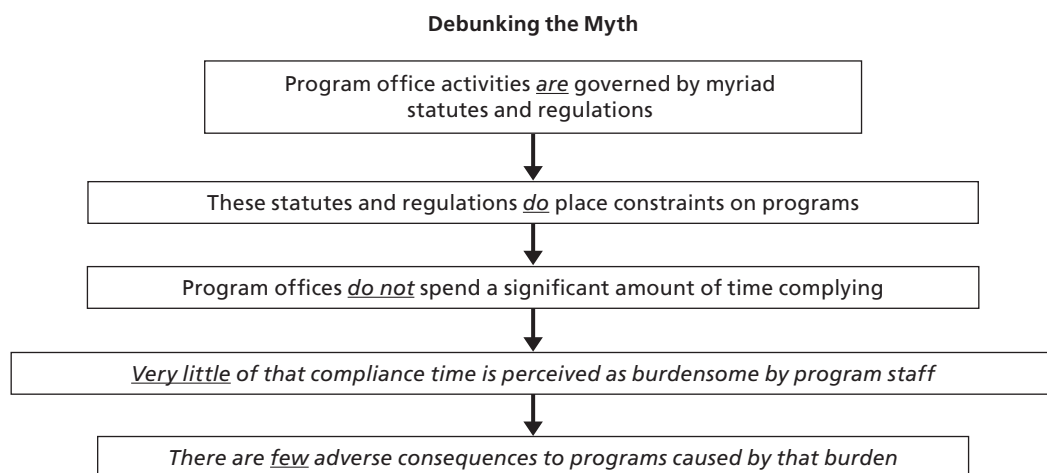 Debunking the Myth
Program office activities are governed by myriad
statutes and regulations
These statutes and regulations do place constraints on programs
Program offices do not spend a significant amount of time complying
Very little of that compliance time is perceived as burdensome by program staff
There are few adverse consequences to programs caused by that burden